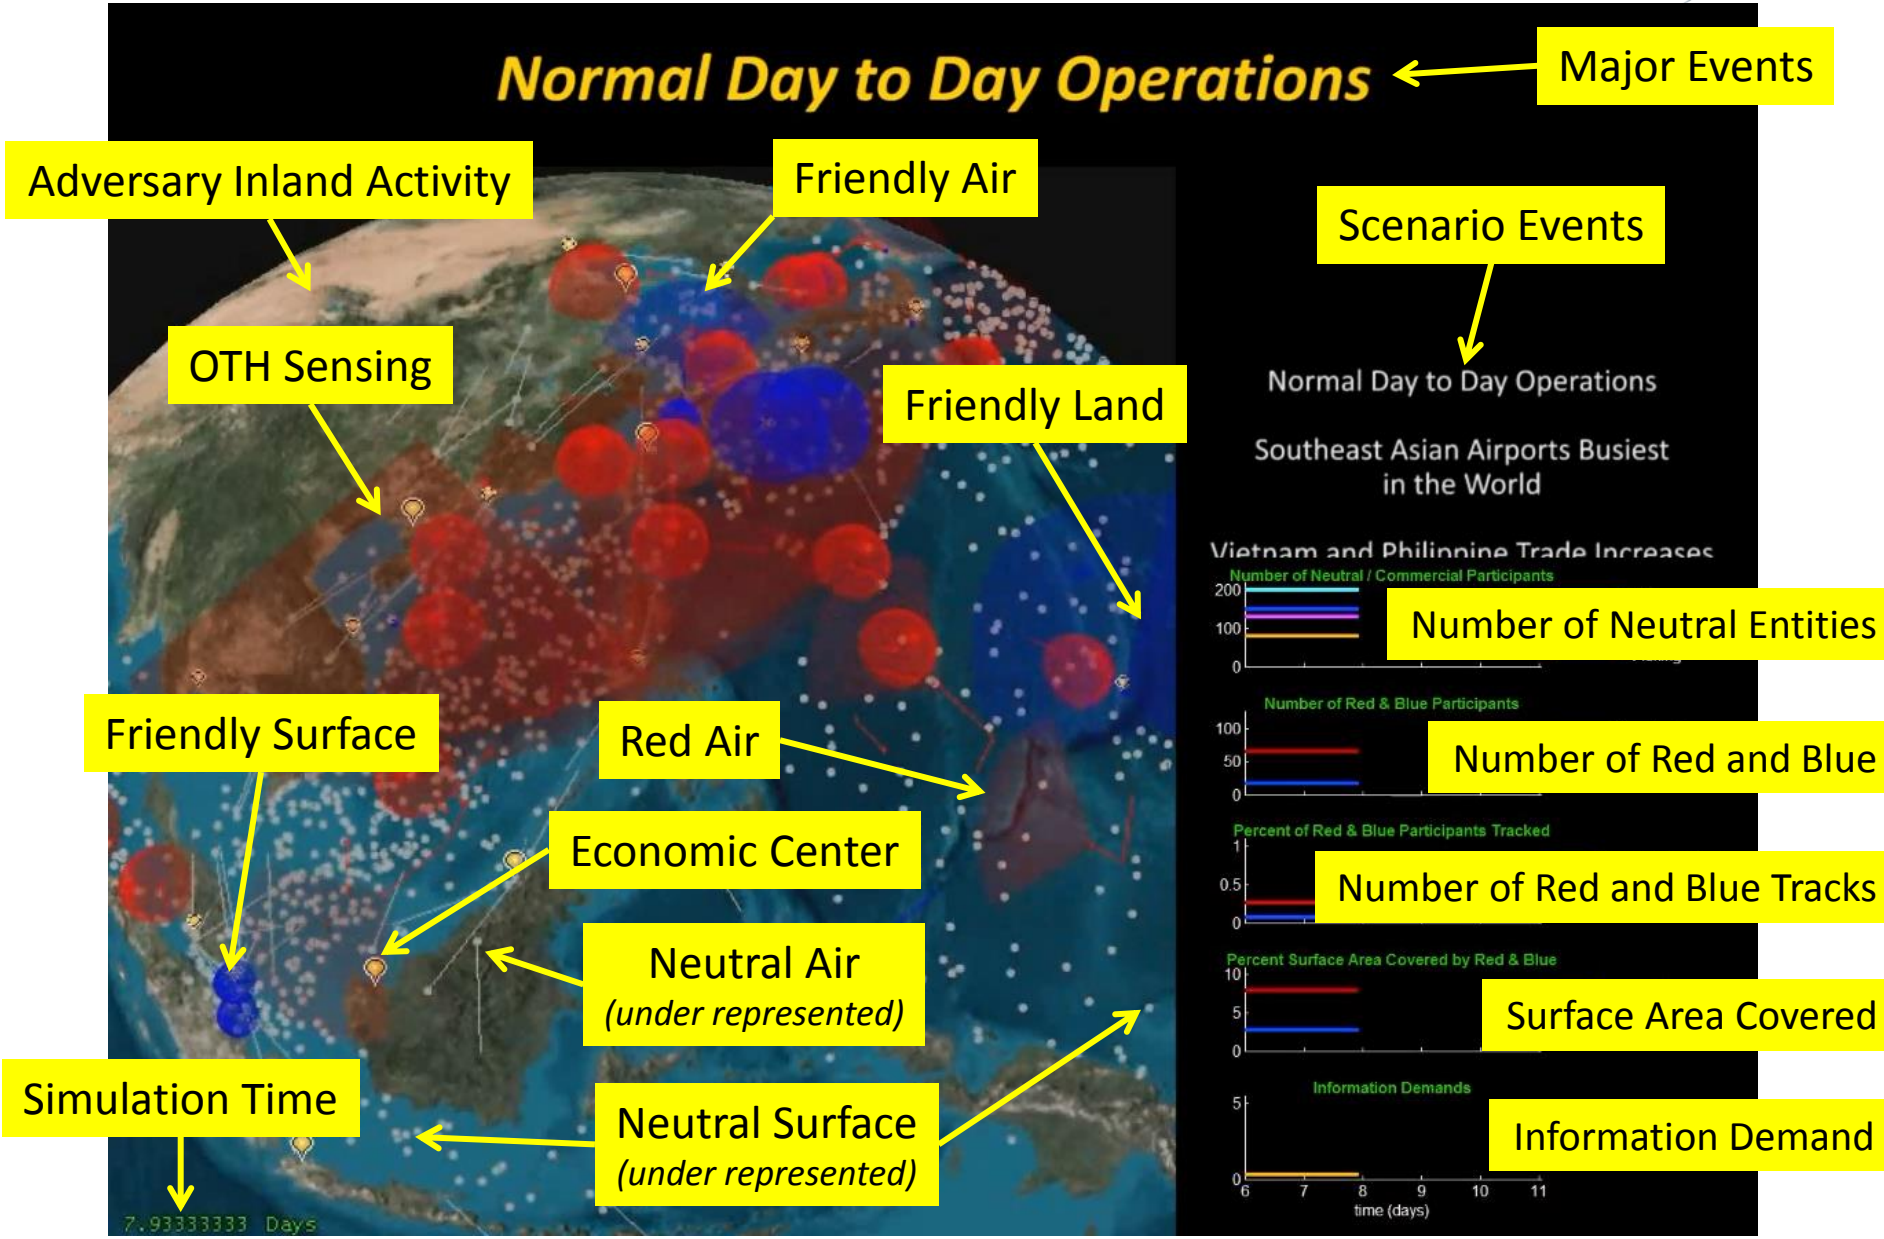 Normal Day to Day Operations
Major Events
Adversary Inland Activity
Friendly Air
Scenario Events
OTH Sensing
Friendly Land
Normal Day to Day Operations
Southeast Asian Airports Busiest
in the World
Vietnam and Philippine Trade Increases
Number of Neutral / Commercial Participants
200
100
0
Number of Neutral Entities
Friendly Surface
Red Air
Number of Red & Blue Participants
100
50
0
Number of Red and Blue
Economic Center
Percent of Red & Blue Participants Tracked
1
0.5
0
Number of Red and Blue Tracks
Neutral Air
(under represented)
Percent Surface Area Covered by Red & Blue
10
5
0
Surface Area Covered
Simulation Time
Neutral Surface
(under represented)
Information Demands
5
0
Information Demand
6 7 8 9 10 11
time (days)
7.93333333 Days